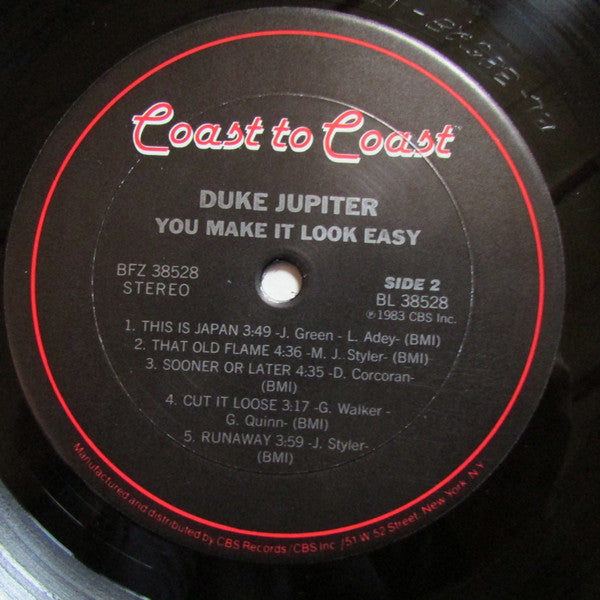 Coast to Coast
DUKE JUPITER
YOU MAKE IT LOOK EASY
BFZ 38528
STEREO
SIDE 2
BL 38528
℗ 1983 CBS Inc.
1. THIS IS JAPAN 3:49 -J. Green - L. Adey- (BMI)
2. THAT OLD FLAME 4:36 -M. J. Styler- (BMI)
3. SOONER OR LATER 4:35 -D. Corcoran-
(BMI)
4. CUT IT LOOSE 3:17 -G. Walker -
G. Quinn- (BMI)
5. RUNAWAY 3:59 -J. Styler-
(BMI)
Manufactured and distributed by CBS Records/CBS Inc./51 W 52 Street, New York, N.Y.